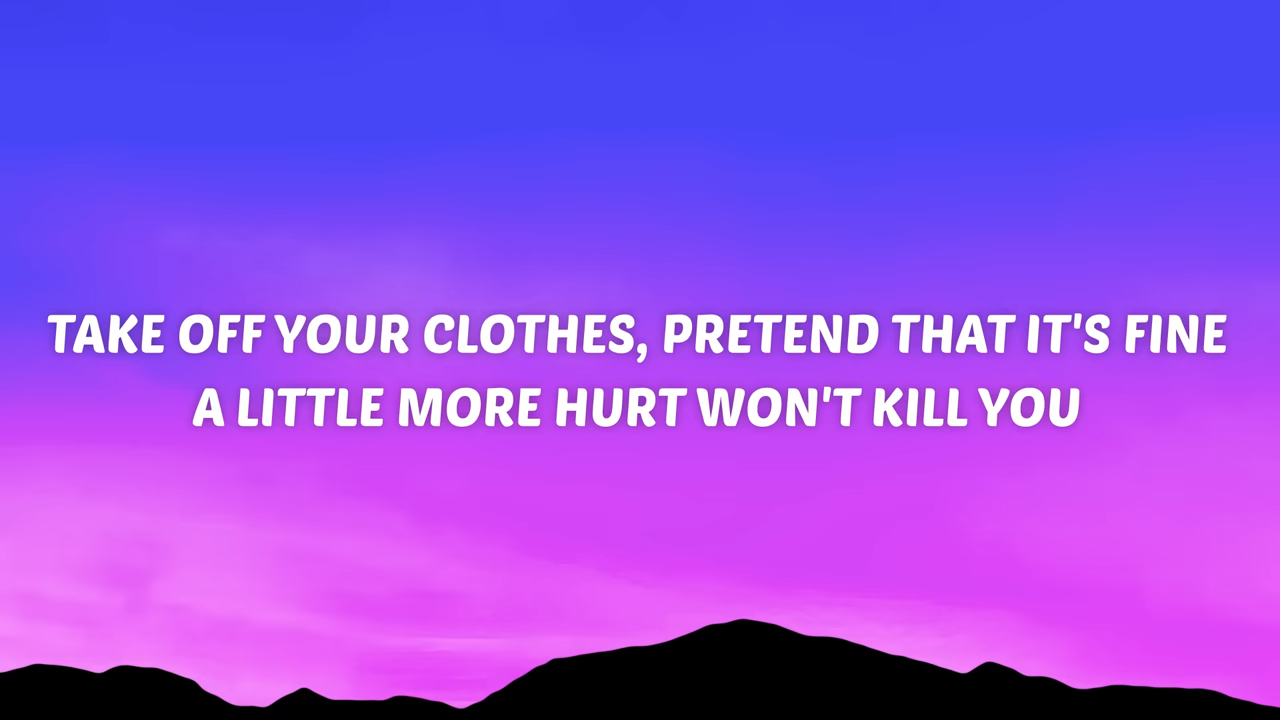 TAKE OFF YOUR CLOTHES, PRETEND THAT IT'S FINE
A LITTLE MORE HURT WON'T KILL YOU